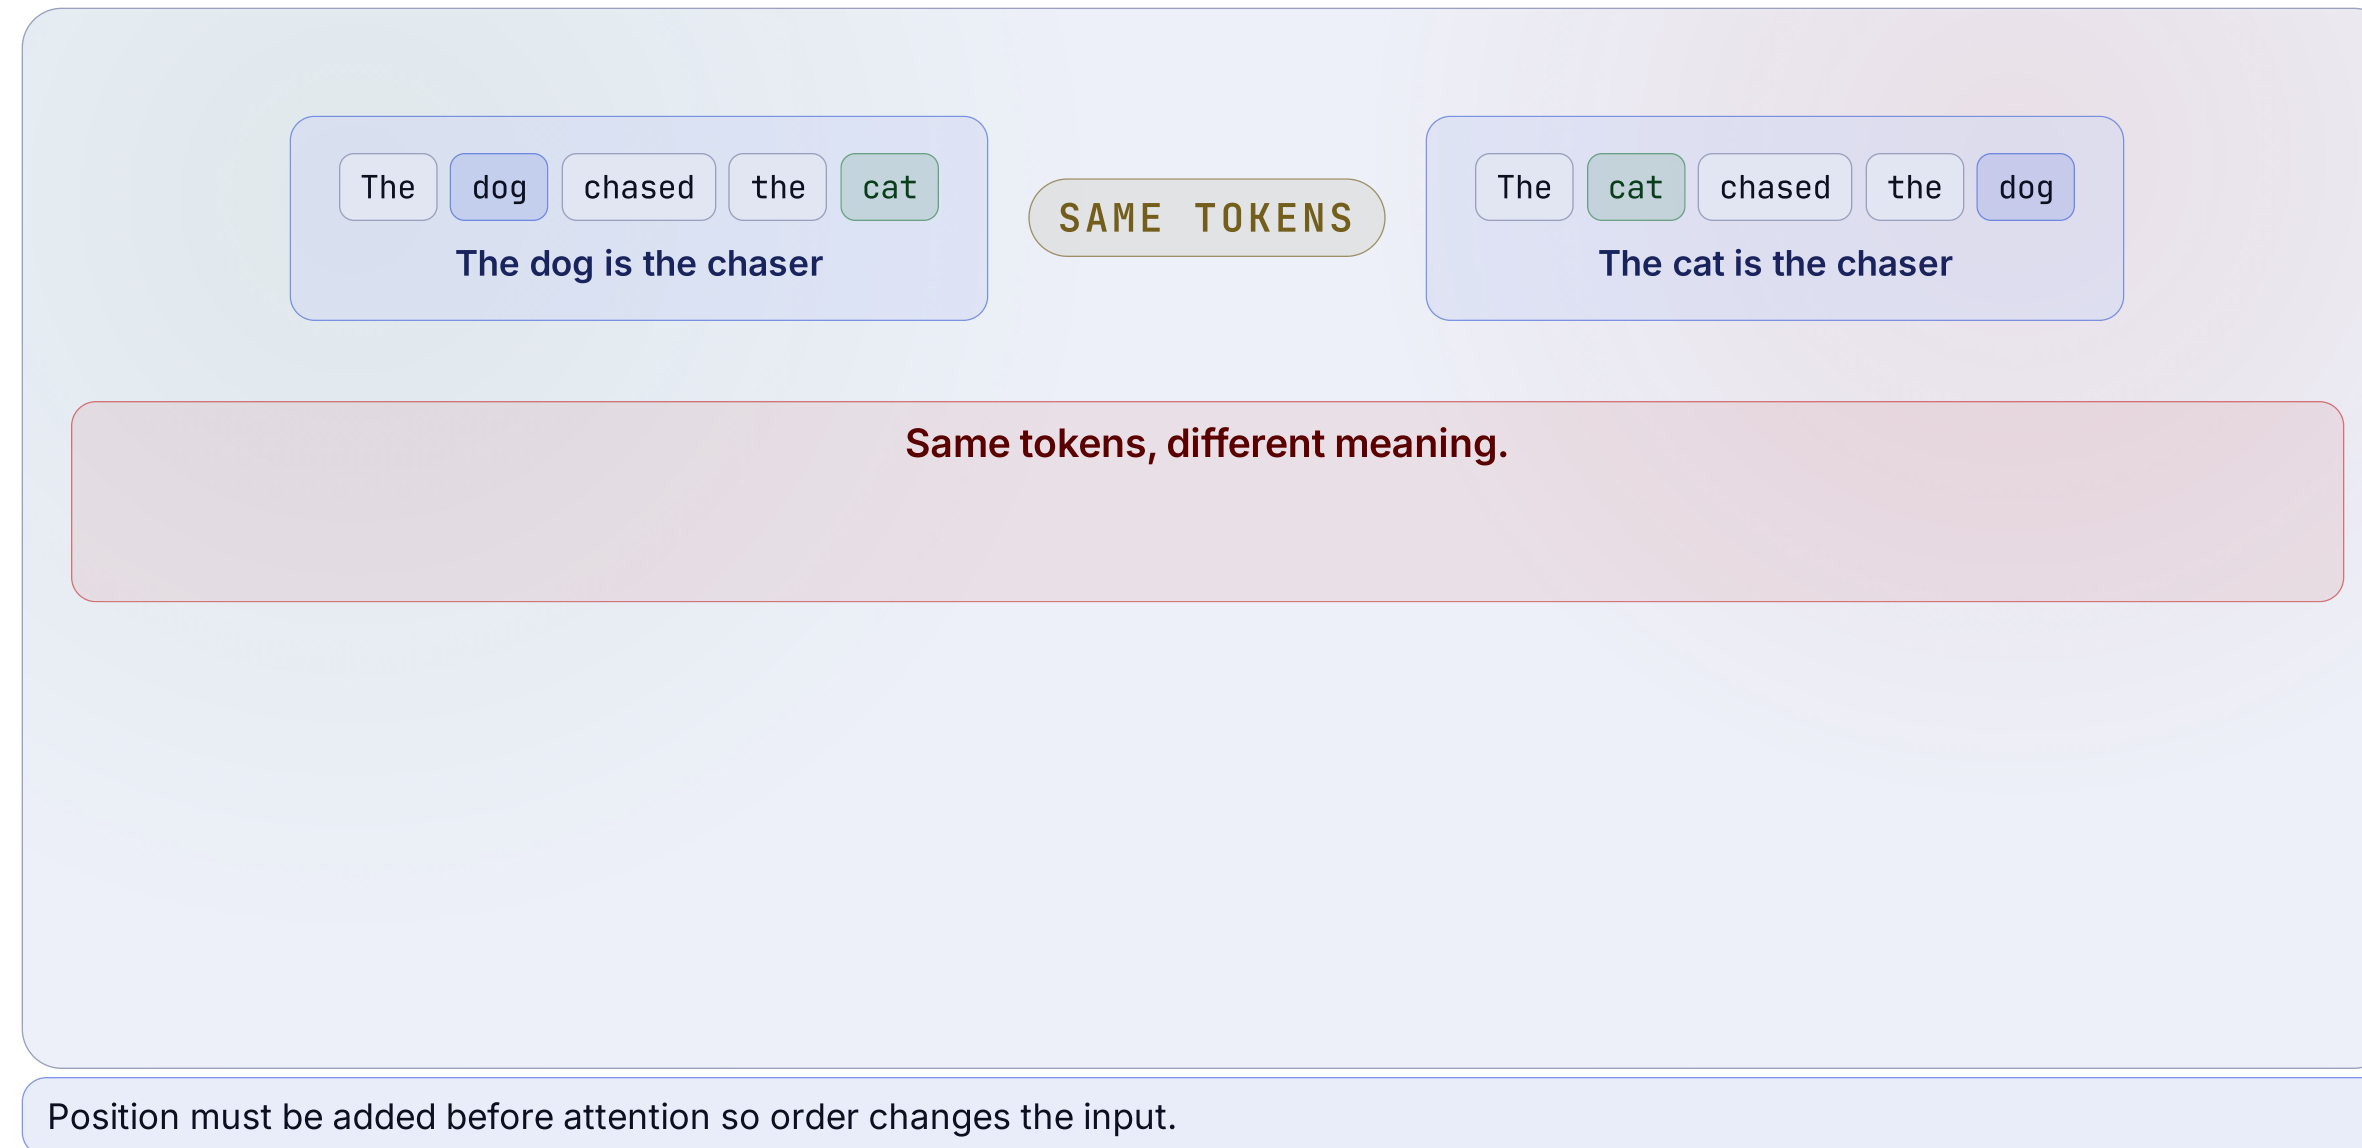 The dog chased the cat
The dog is the chaser
SAME TOKENS
The cat chased the dog
The cat is the chaser
Same tokens, different meaning.
Position must be added before attention so order changes the input.